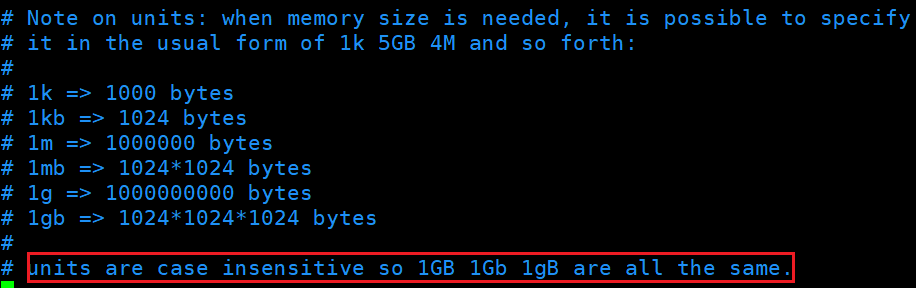 # Note on units: when memory size is needed, it is possible to specify
# it in the usual form of 1k 5GB 4M and so forth:
#
# 1k => 1000 bytes
# 1kb => 1024 bytes
# 1m => 1000000 bytes
# 1mb => 1024*1024 bytes
# 1g => 1000000000 bytes
# 1gb => 1024*1024*1024 bytes
#
# units are case insensitive so 1GB 1Gb 1gB are all the same.